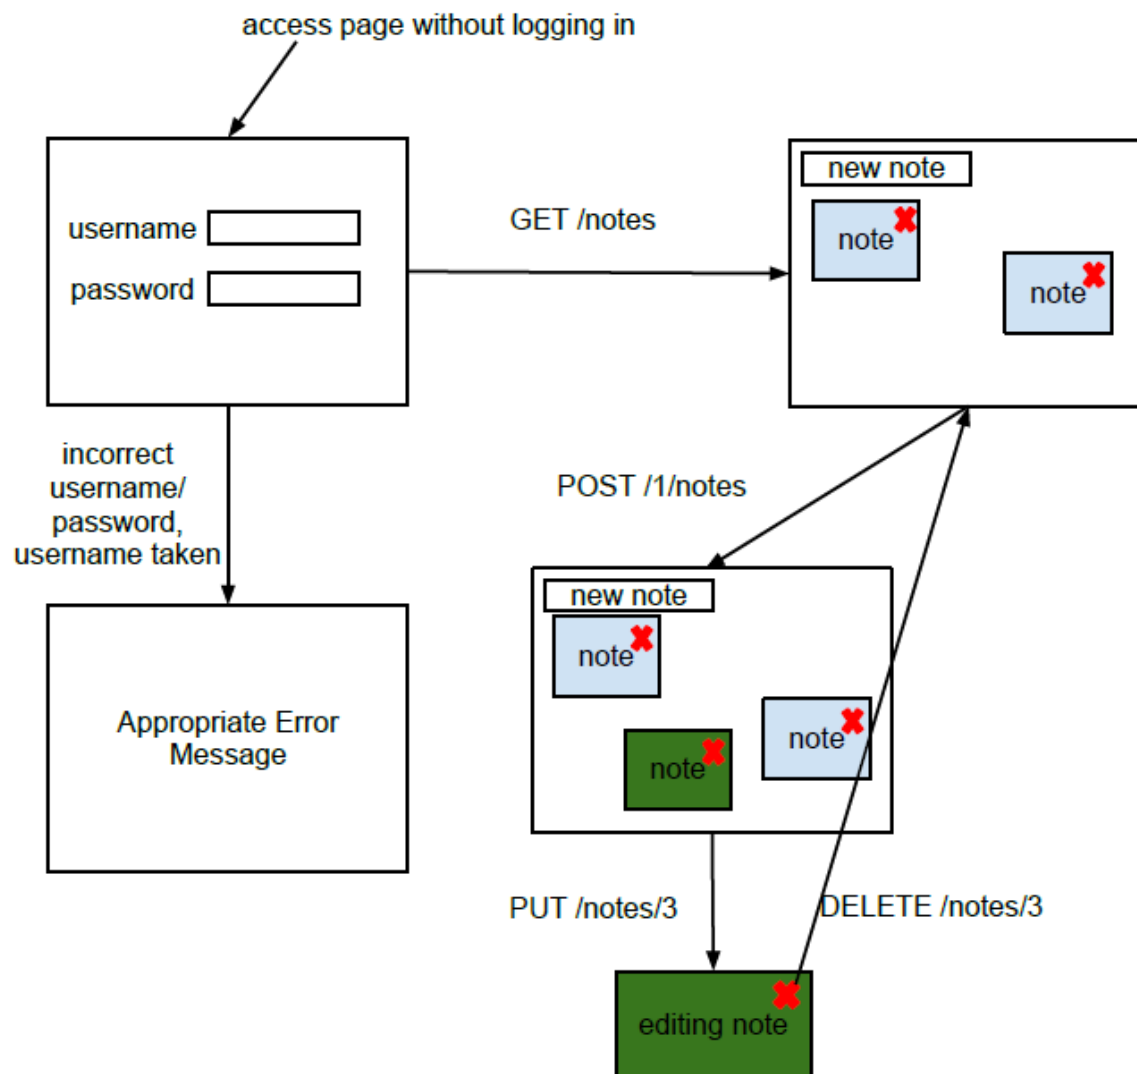 access page without logging in
username
password
GET /notes
new note
note
note
incorrect
username/
password,
username taken
POST /1/notes
new note
note
note
note
Appropriate Error
Message
PUT /notes/3
DELETE /notes/3
editing note